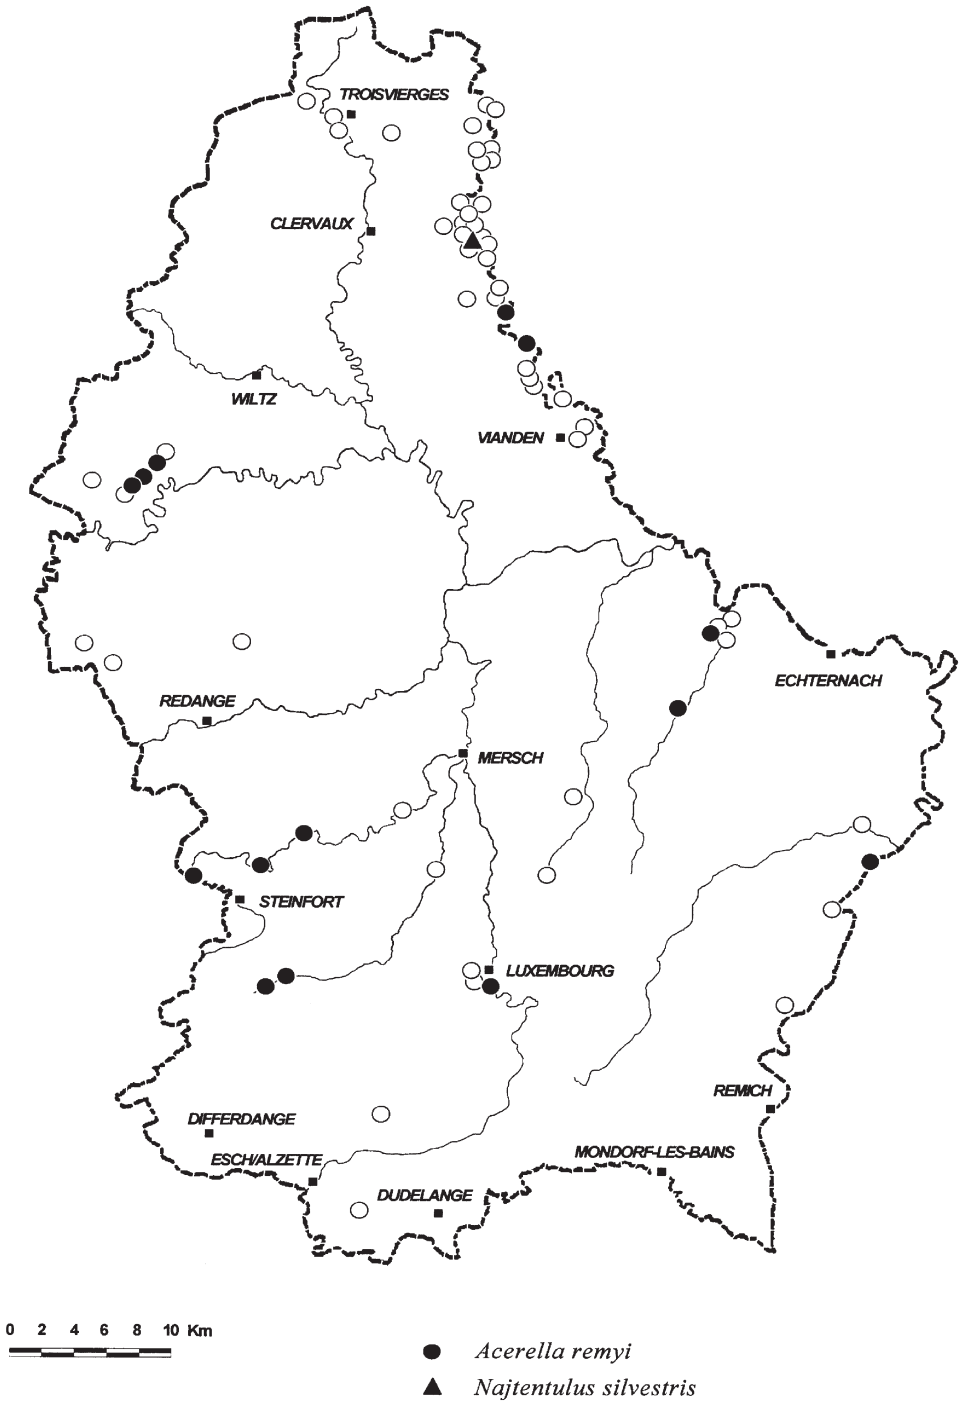 TROISVIERGES
CLERVAUX
WILTZ
VIANDEN
ECHTERNACH
REDANGE
MERSCH
STEINFORT
LUXEMBOURG
REMICH
DIFFERDANGE
MONDORF-LES-BAINS
ESCH/ALZETTE
DUDELANGE
0 2 4 6 8 10 Km
Acerella remyi
Najtentulus silvestris